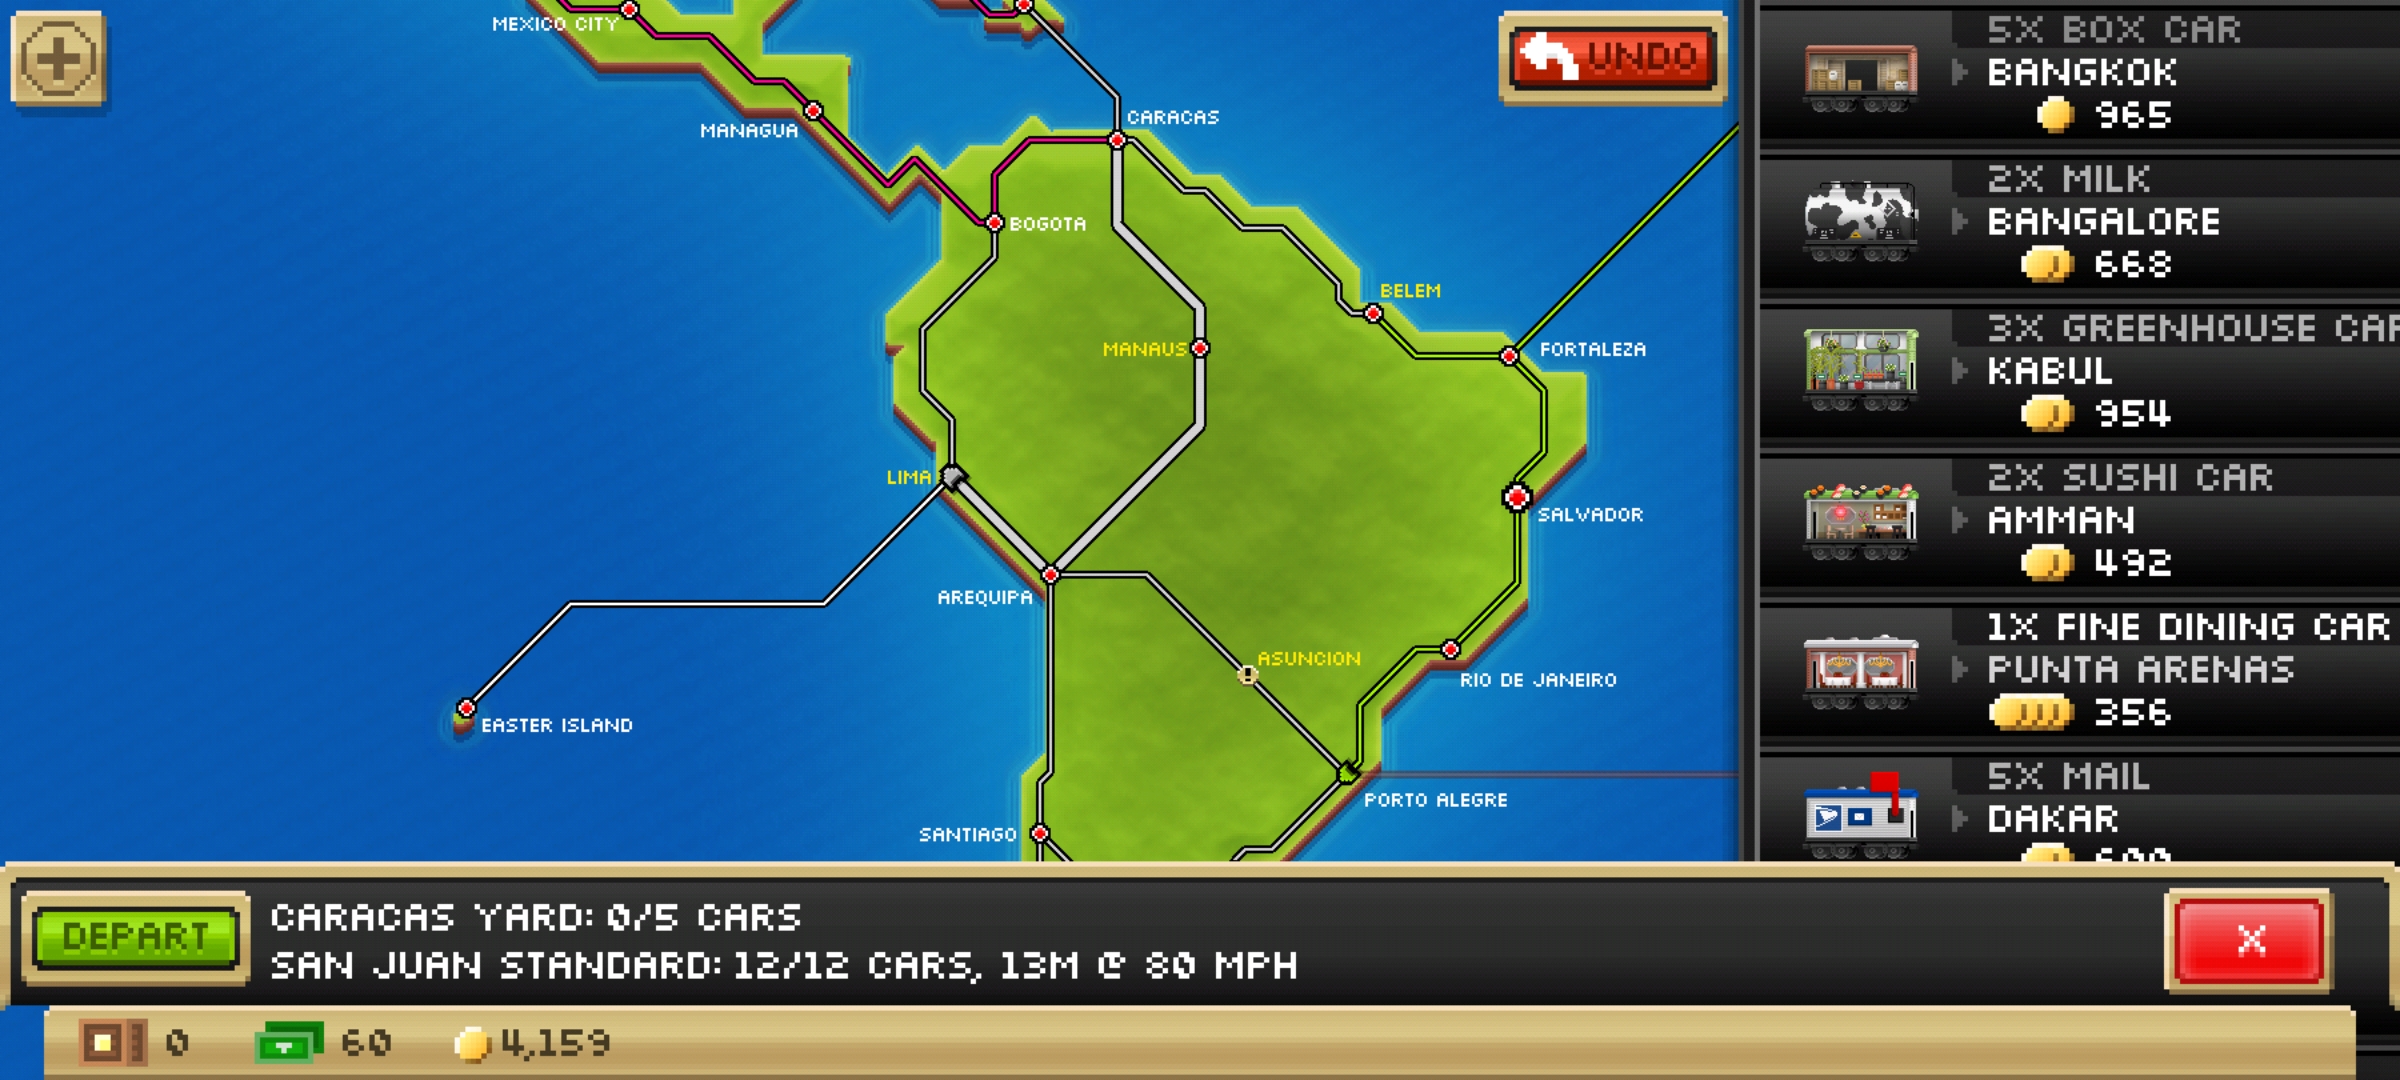 MEXICO CITY
MANAGUA
CARACAS
BOGOTA
BELEM
MANAUS
FORTALEZA
LIMA
SALVADOR
AREQUIPA
ASUNCION
RIO DE JANEIRO
EASTER ISLAND
PORTO ALEGRE
SANTIAGO
UNDO
5X BOX CAR
BANGKOK
965
2X MILK
BANGALORE
668
3X GREENHOUSE CAR
KABUL
954
2X SUSHI CAR
AMMAN
492
1X FINE DINING CAR
PUNTA ARENAS
356
5X MAIL
DAKAR
DEPART
CARACAS YARD: 0/5 CARS
SAN JUAN STANDARD: 12/12 CARS, 13M @ 80 MPH
X
0
60
4,159